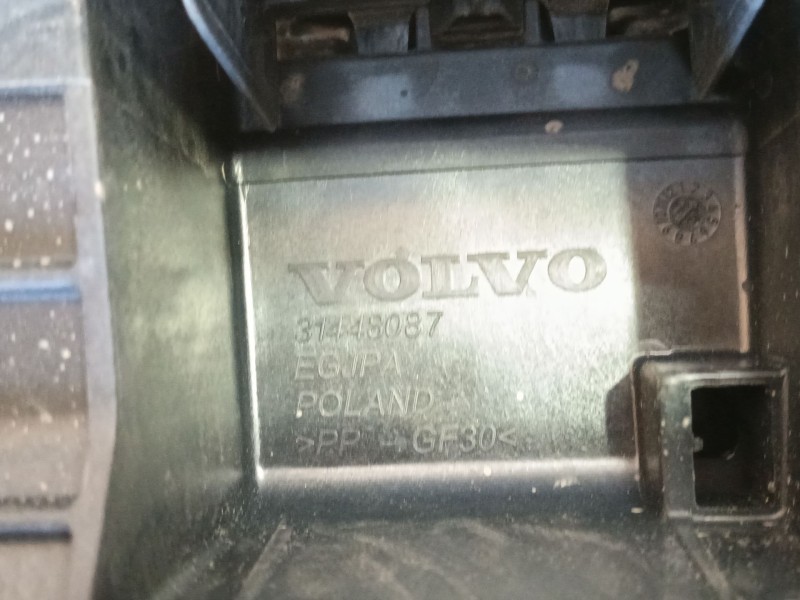 VOLVO
31448087
EGJPA
POLAND
>PP - GF30<